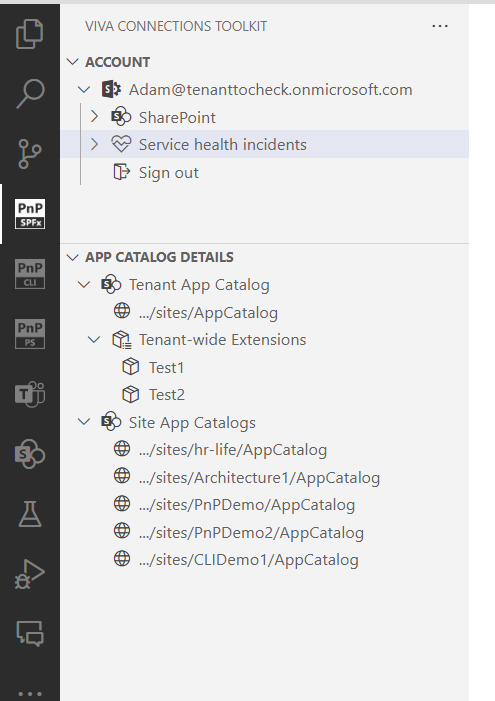 VIVA CONNECTIONS TOOLKIT
ACCOUNT
Adam@tenanttocheck.onmicrosoft.com
SharePoint
Service health incidents
Sign out
PnP
SPFx
PnP
CLI
PnP
PS
APP CATALOG DETAILS
Tenant App Catalog
.../sites/AppCatalog
Tenant-wide Extensions
Test1
Test2
Site App Catalogs
.../sites/hr-life/AppCatalog
.../sites/Architecture1/AppCatalog
.../sites/PnPDemo/AppCatalog
.../sites/PnPDemo2/AppCatalog
.../sites/CLIDemo1/AppCatalog